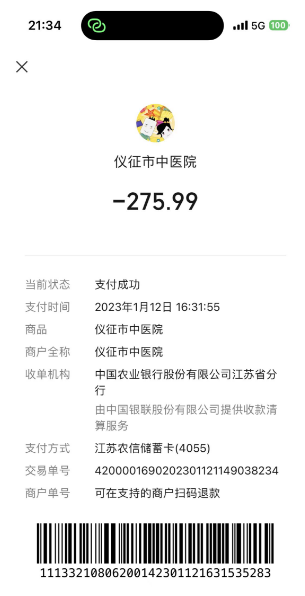 21:34
5G 100
仪征市中医院
-275.99
当前状态 支付成功
支付时间 2023年1月12日 16:31:55
商品 仪征市中医院
商户全称 仪征市中医院
收单机构 中国农业银行股份有限公司江苏省分
行
由中国银联股份有限公司提供收款清
算服务
支付方式 江苏农信储蓄卡(4055)
交易单号 4200001690202301121149038234
商户单号 可在支持的商户扫码退款
11133210806200142301121631535283